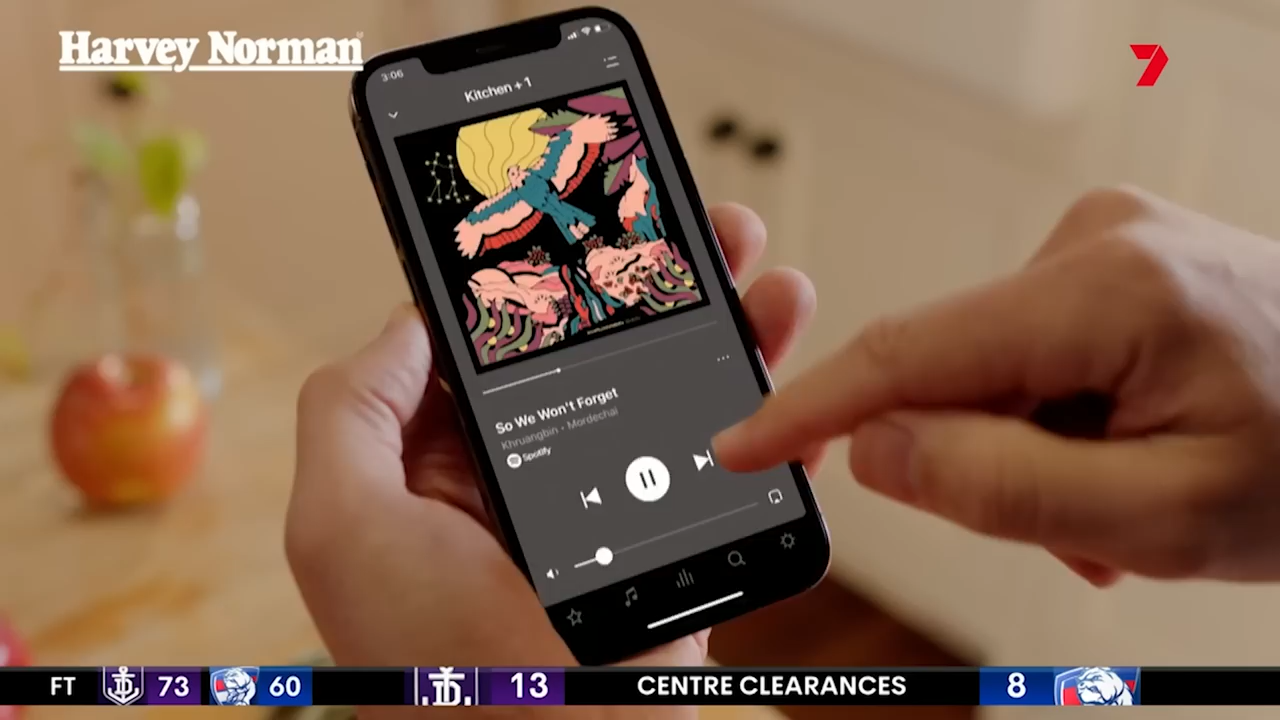 Harvey Norman
7
3:06
Kitchen + 1
So We Won't Forget
Khruangbin • Mordechai
Spotify
FT 73 60 13 CENTRE CLEARANCES 8